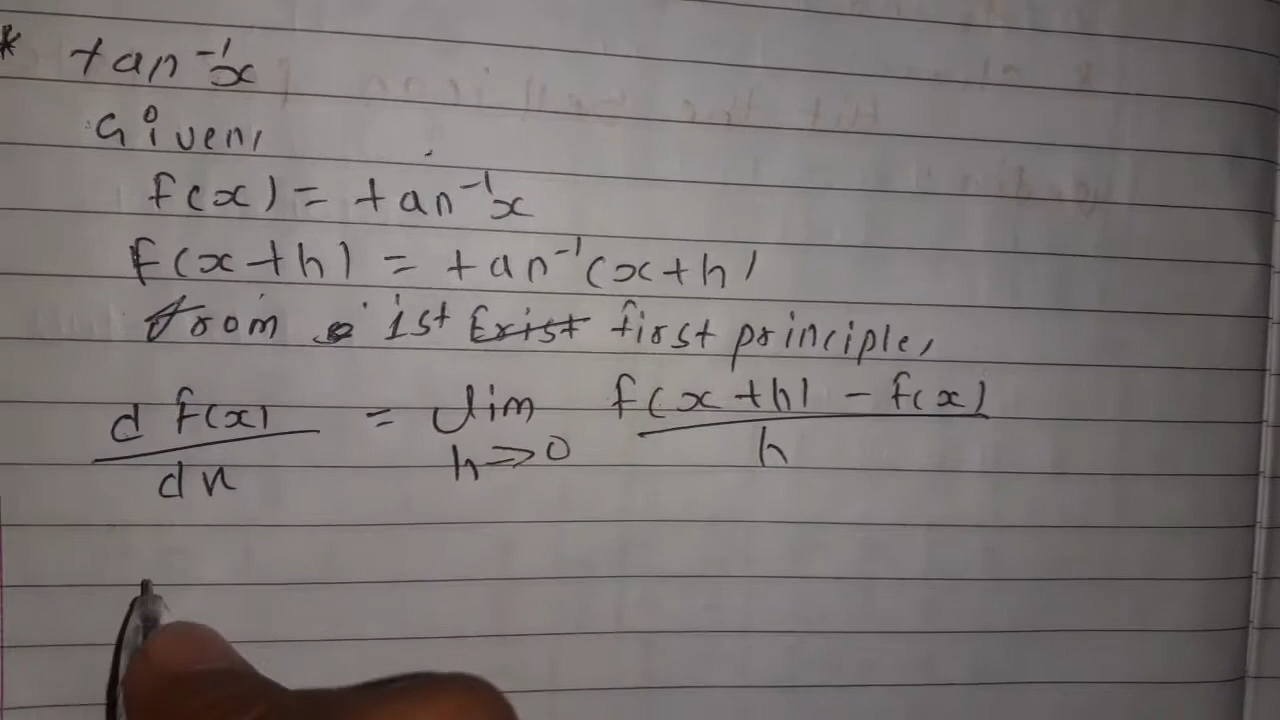 * tan⁻¹x
Given,
f(x) = tan⁻¹x
f(x+h) = tan⁻¹(x+h)
from 1st Exist first principle,
d f(x)/dx = lim h→0 f(x+h) - f(x)/h